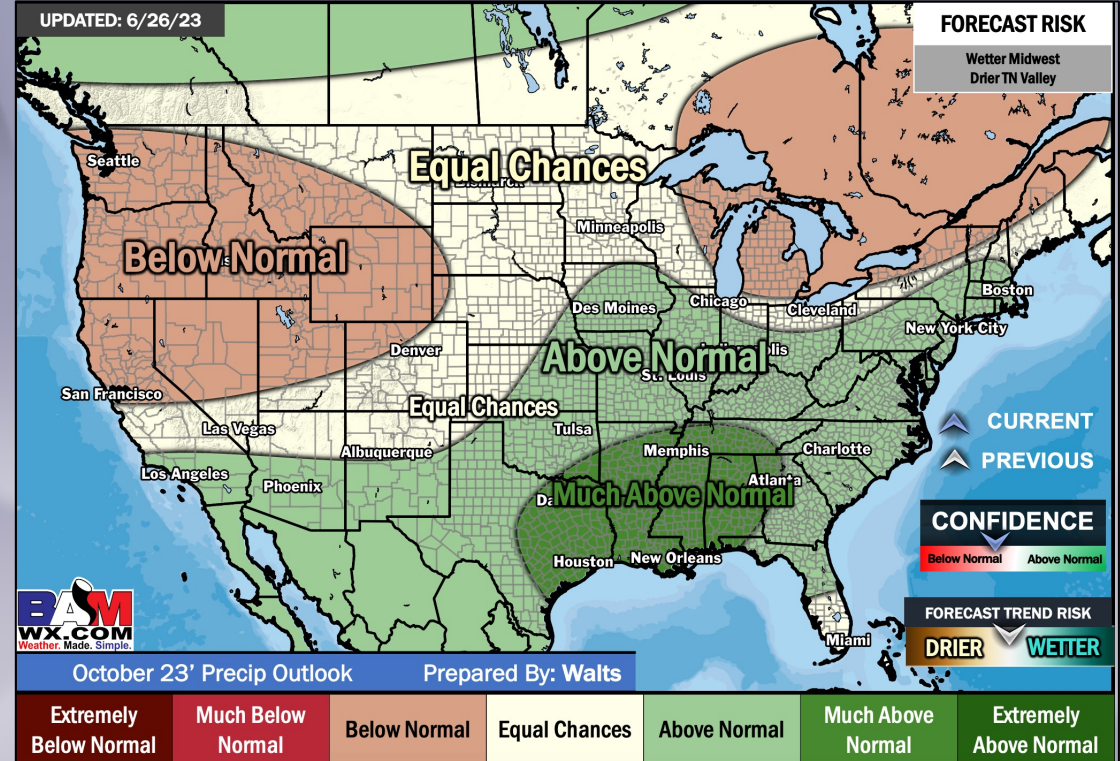 UPDATED: 6/26/23
FORECAST RISK
Wetter Midwest
Drier TN Valley
Seattle
Equal Chances
Bismarck
Minneapolis
Below Normal
Boston
Des Moines
Chicago
Cleveland
New York City
Denver
Above Normal
St. Louis
San Francisco
Equal Chances
Las Vegas
Tulsa
CURRENT
Albuquerque
Memphis
Charlotte
PREVIOUS
Los Angeles
Phoenix
Atlanta
Much Above Normal
CONFIDENCE
Below Normal
Above Normal
Houston
New Orleans
BAM
WX.COM
Weather. Made. Simple.
FORECAST TREND RISK
DRIER
WETTER
Miami
October 23' Precip Outlook
Prepared By: Walts
Extremely
Below Normal
Much Below
Normal
Below Normal
Equal Chances
Above Normal
Much Above
Normal
Extremely
Above Normal